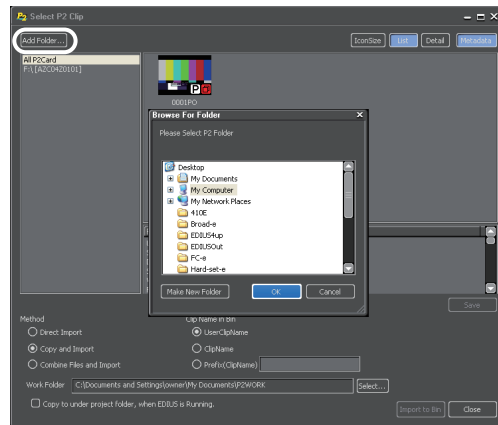 P2 Select P2 Clip
Add Folder...
IconSize List Detail Metadata
All P2Card
F:\[AZC04Z0101]
P
0001PO
Browse For Folder
Please Select P2 Folder
Desktop
My Documents
My Computer
My Network Places
410E
Broad-e
EDIUS4up
EDIUSOut
FC-e
Hard-set-e
Make New Folder OK Cancel
Save
Method
Clip Name in Bin
Direct Import UserClipName
Copy and Import ClipName
Combine Files and Import Prefix(ClipName)
Work Folder C:\Documents and Settings\owner\My Documents\P2WORK Select...
Copy to under project folder, when EDIUS is Running.
Import to Bin Close